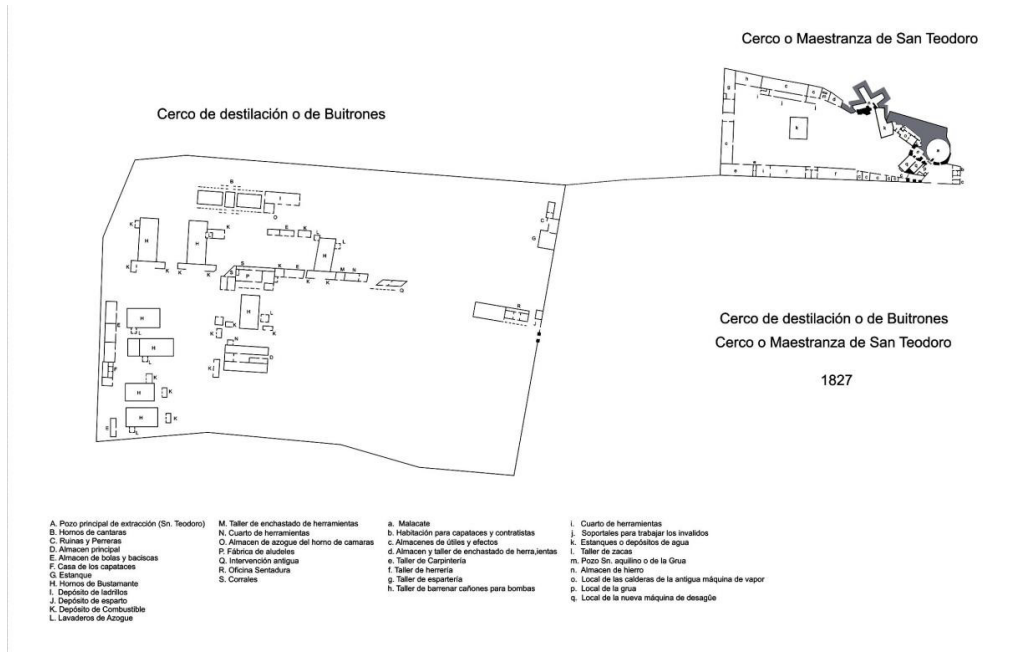 Cerco o Maestranza de San Teodoro
Cerco de destilación o de Buitrones
Cerco de destilación o de Buitrones
Cerco o Maestranza de San Teodoro
1827
A. Pozo principal de extracción (Sn. Teodoro)
B. Hornos de cantaras
C. Ruinas y Perreras
D. Almacen principal
E. Almacen de bolas y baciscas
F. Casa de los capataces
G. Estanque
H. Hornos de Bustamante
I. Depósito de ladrillos
J. Depósito de esparto
K. Depósito de Combustible
L. Lavaderos de Azogue
M. Taller de enchastado de herramientas
N. Cuarto de herramientas
O. Almacen de azogue del horno de camaras
P. Fábrica de aludeles
Q. Intervención antigua
R. Oficina Sentadura
S. Corrales
a. Malacate
b. Habitación para capataces y contratistas
c. Almacenes de útiles y efectos
d. Almacen y taller de enchastado de herra,ientas
e. Taller de Carpintería
f. Taller de herrería
g. Taller de espartería
h. Taller de barrenar cañones para bombas
i. Cuarto de herramientas
j. Soportales para trabajar los invalidos
k. Estanques o depósitos de agua
l. Taller de zacas
m. Pozo Sn. aquilino o de la Grua
n. Almacen de hierro
o. Local de las calderas de la antigua máquina de vapor
p. Local de la grua
q. Local de la nueva máquina de desagüe